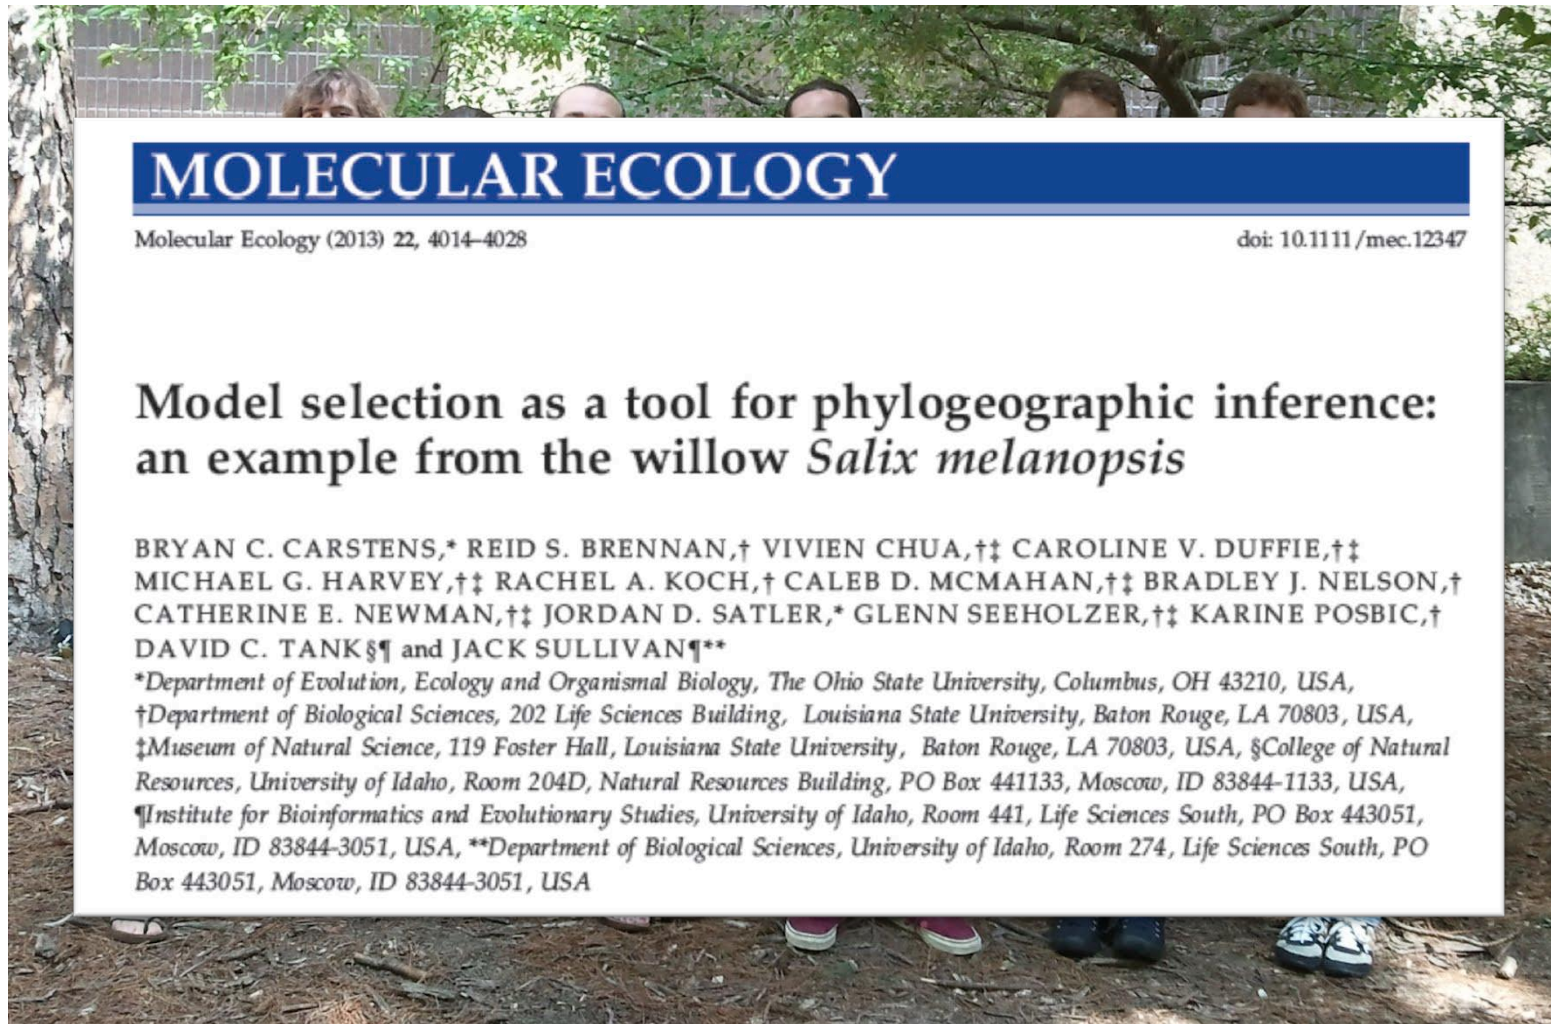 MOLECULAR ECOLOGY
Molecular Ecology (2013) 22, 4014–4028
doi: 10.1111/mec.12347
Model selection as a tool for phylogeographic inference:
an example from the willow Salix melanopsis
BRYAN C. CARSTENS,* REID S. BRENNAN,† VIVIEN CHUA,†‡ CAROLINE V. DUFFIE,†‡
MICHAEL G. HARVEY,†‡ RACHEL A. KOCH,† CALEB D. MCMAHAN,†‡ BRADLEY J. NELSON,†
CATHERINE E. NEWMAN,†‡ JORDAN D. SATLER,* GLENN SEEHOLZER,†‡ KARINE POSBIC,†
DAVID C. TANK§¶ and JACK SULLIVAN¶**
*Department of Evolution, Ecology and Organismal Biology, The Ohio State University, Columbus, OH 43210, USA,
†Department of Biological Sciences, 202 Life Sciences Building, Louisiana State University, Baton Rouge, LA 70803, USA,
‡Museum of Natural Science, 119 Foster Hall, Louisiana State University, Baton Rouge, LA 70803, USA, §College of Natural
Resources, University of Idaho, Room 204D, Natural Resources Building, PO Box 441133, Moscow, ID 83844-1133, USA,
¶Institute for Bioinformatics and Evolutionary Studies, University of Idaho, Room 441, Life Sciences South, PO Box 443051,
Moscow, ID 83844-3051, USA, **Department of Biological Sciences, University of Idaho, Room 274, Life Sciences South, PO
Box 443051, Moscow, ID 83844-3051, USA